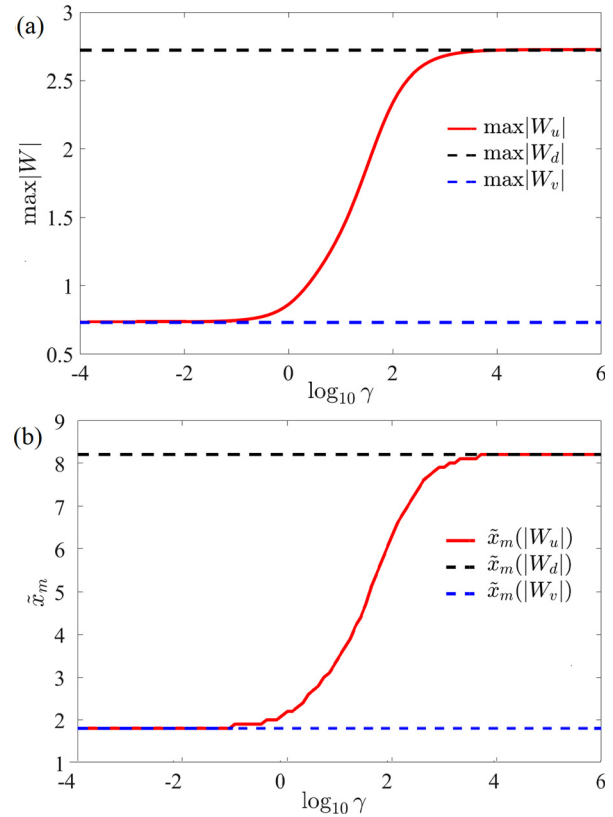 (a)
3
2.5
2
1.5
1
0.5
max|W|
max|W_u|
max|W_d|
max|W_v|
-4 -2 0 2 4 6
log₁₀ γ
(b)
9
8
7
6
5
4
3
2
1
x̃_m
x̃_m(|W_u|)
x̃_m(|W_d|)
x̃_m(|W_v|)
-4 -2 0 2 4 6
log₁₀ γ